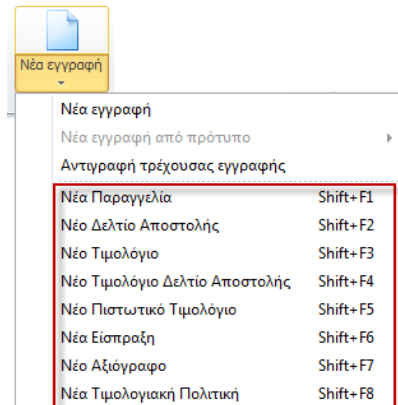 Νέα εγγραφή
Νέα εγγραφή
Νέα εγγραφή από πρότυπο
Αντιγραφή τρέχουσας εγγραφής
Νέα Παραγγελία Shift+F1
Νέο Δελτίο Αποστολής Shift+F2
Νέο Τιμολόγιο Shift+F3
Νέο Τιμολόγιο Δελτίο Αποστολής Shift+F4
Νέο Πιστωτικό Τιμολόγιο Shift+F5
Νέα Είσπραξη Shift+F6
Νέο Αξιόγραφο Shift+F7
Νέα Τιμολογιακή Πολιτική Shift+F8